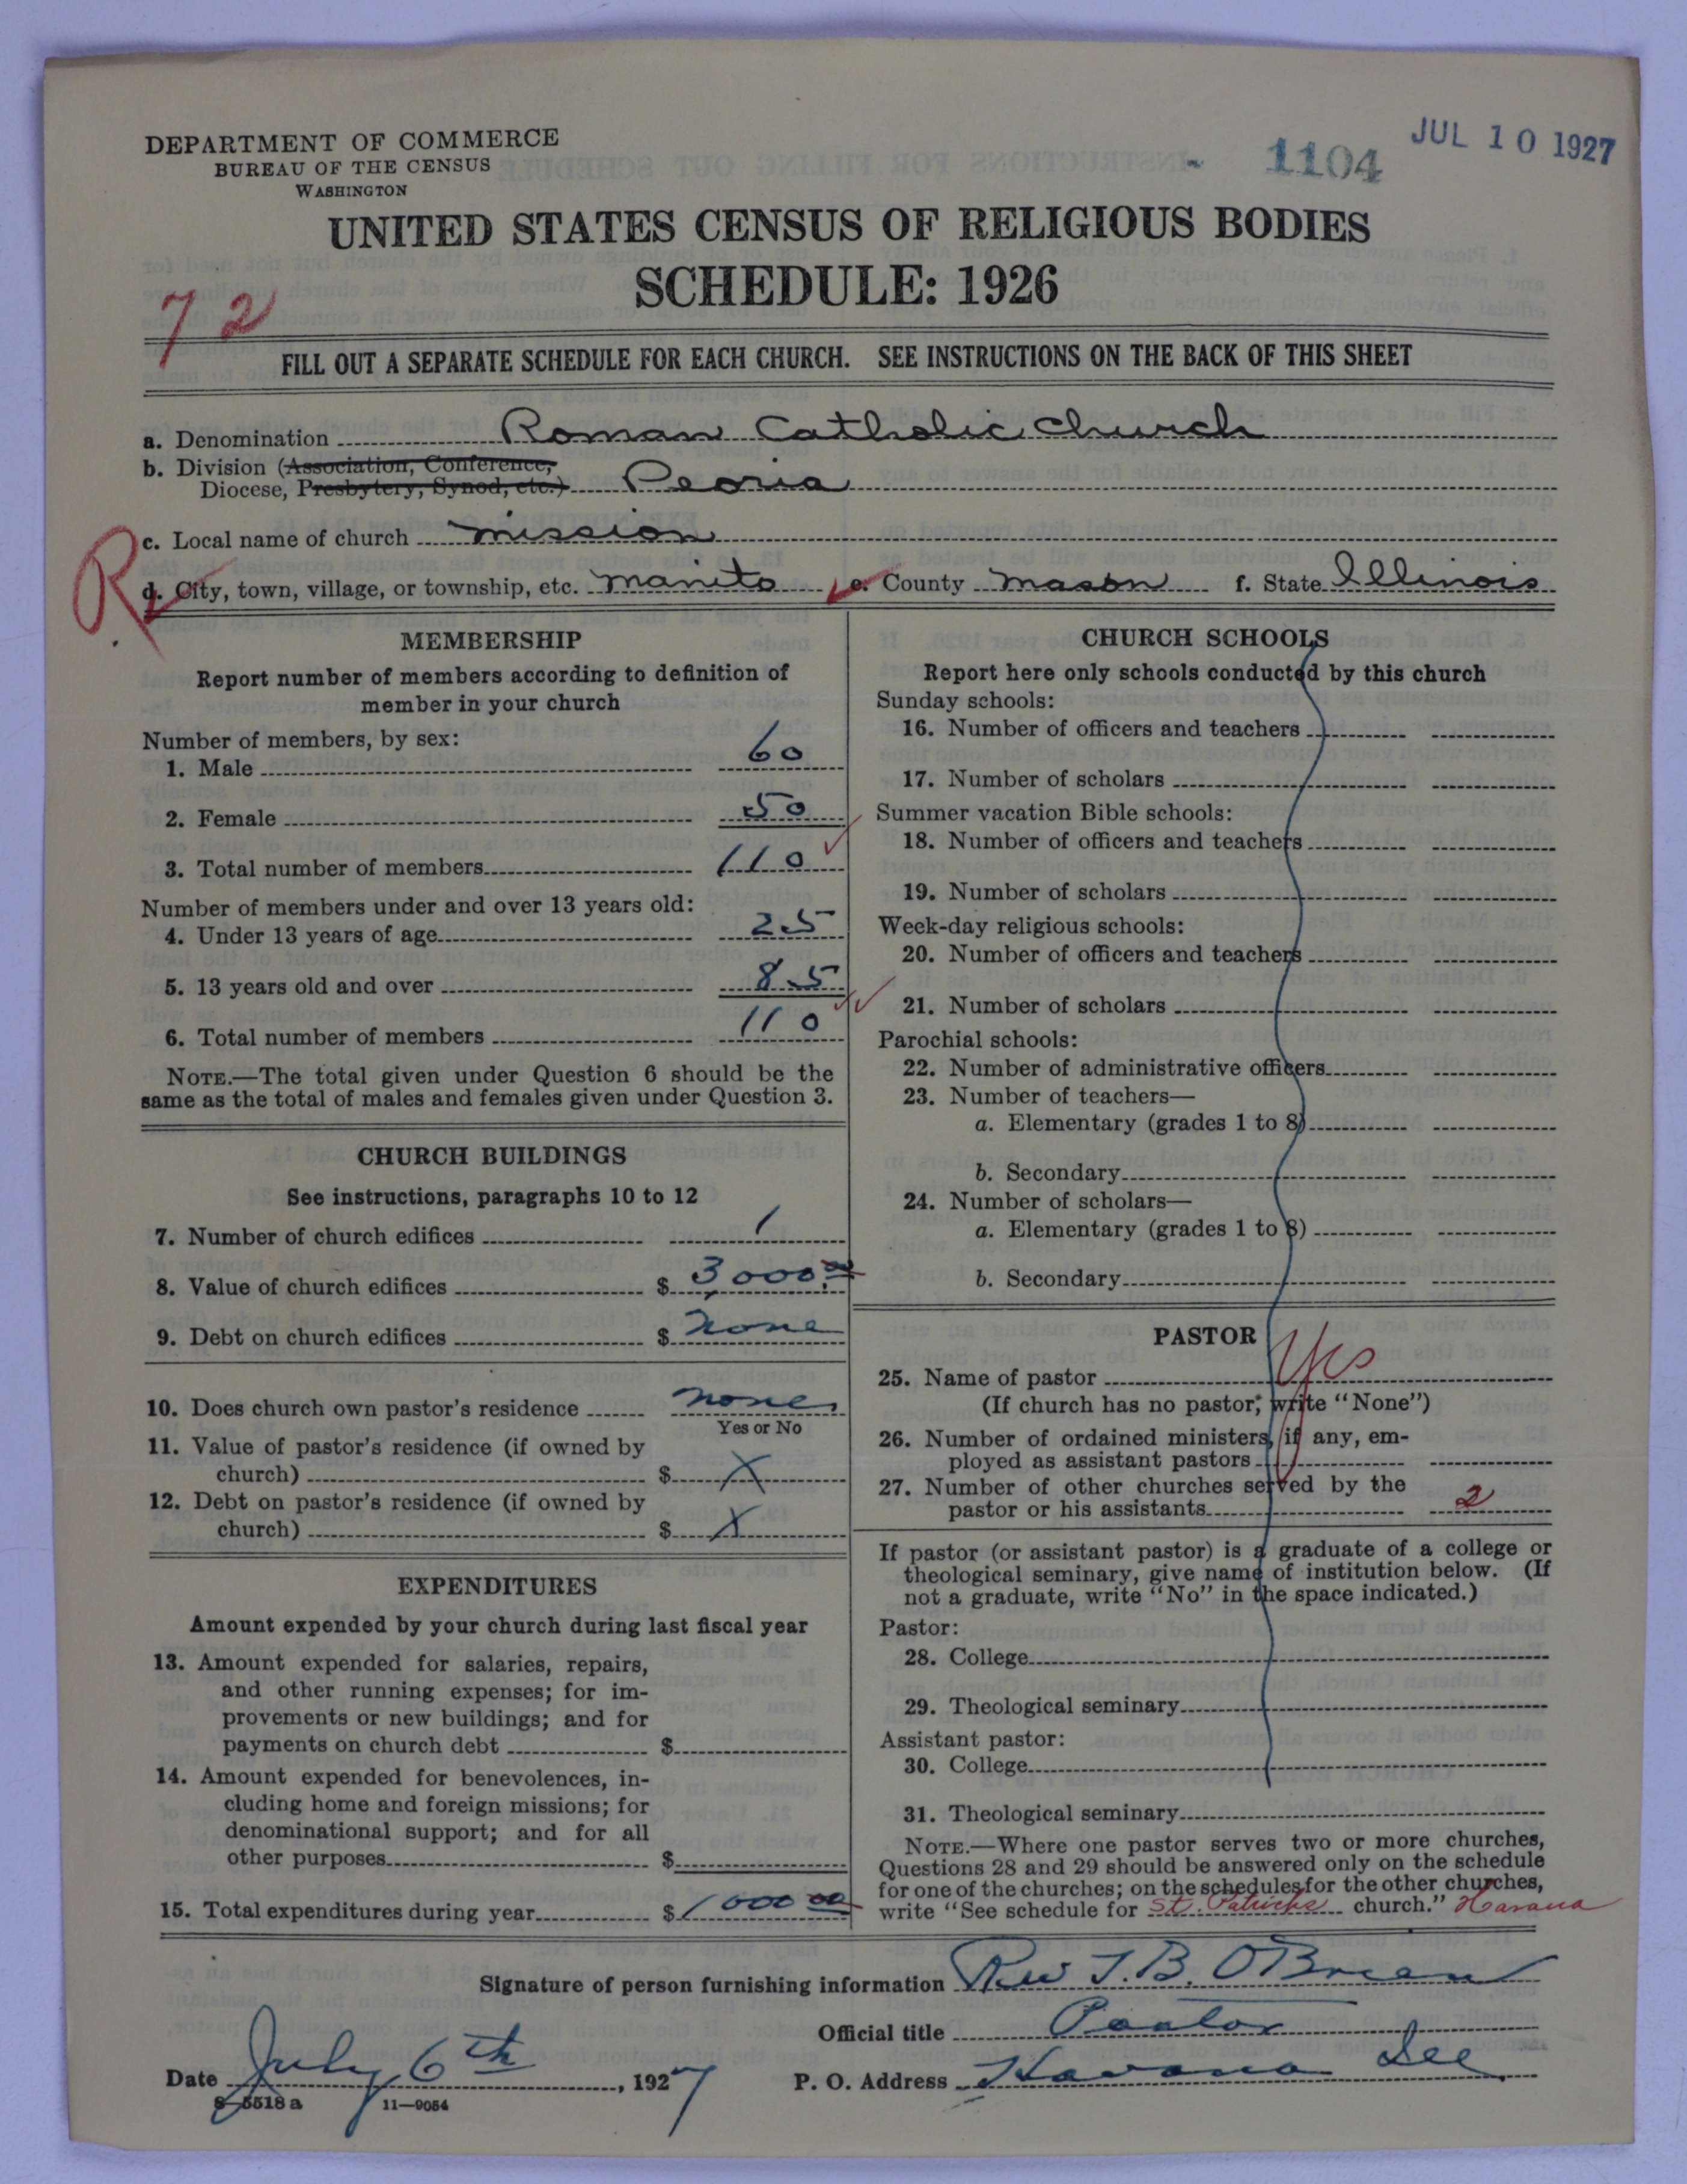 DEPARTMENT OF COMMERCE
BUREAU OF THE CENSUS
WASHINGTON
1104
JUL 10 1927
UNITED STATES CENSUS OF RELIGIOUS BODIES
SCHEDULE: 1926
72
FILL OUT A SEPARATE SCHEDULE FOR EACH CHURCH. SEE INSTRUCTIONS ON THE BACK OF THIS SHEET
a. Denomination Roman Catholic Church
b. Division (Association, Conference,
Diocese, Presbytery, Synod, etc.) Peoria
R
c. Local name of church mission
d. City, town, village, or township, etc. Manito e. County Mason f. State Illinois
MEMBERSHIP
Report number of members according to definition of
member in your church
Number of members, by sex:
1. Male 60
2. Female 50
3. Total number of members 110
Number of members under and over 13 years old:
4. Under 13 years of age 25
5. 13 years old and over 85
6. Total number of members 110
NOTE.—The total given under Question 6 should be the
same as the total of males and females given under Question 3.
CHURCH BUILDINGS
See instructions, paragraphs 10 to 12
7. Number of church edifices 1
8. Value of church edifices $ 3,000.00
9. Debt on church edifices $ none
10. Does church own pastor's residence none
Yes or No
11. Value of pastor's residence (if owned by
church) $ X
12. Debt on pastor's residence (if owned by
church) $ X
EXPENDITURES
Amount expended by your church during last fiscal year
13. Amount expended for salaries, repairs,
and other running expenses; for im-
provements or new buildings; and for
payments on church debt $
14. Amount expended for benevolences, in-
cluding home and foreign missions; for
denominational support; and for all
other purposes $
15. Total expenditures during year $ 1000 00
CHURCH SCHOOLS
Report here only schools conducted by this church
Sunday schools:
16. Number of officers and teachers
17. Number of scholars
Summer vacation Bible schools:
18. Number of officers and teachers
19. Number of scholars
Week-day religious schools:
20. Number of officers and teachers
21. Number of scholars
Parochial schools:
22. Number of administrative officers
23. Number of teachers—
a. Elementary (grades 1 to 8)
b. Secondary
24. Number of scholars—
a. Elementary (grades 1 to 8)
b. Secondary
PASTOR
25. Name of pastor Yes
(If church has no pastor, write "None")
26. Number of ordained ministers, if any, em-
ployed as assistant pastors
27. Number of other churches served by the
pastor or his assistants 2
If pastor (or assistant pastor) is a graduate of a college or
theological seminary, give name of institution below. (If
not a graduate, write "No" in the space indicated.)
Pastor:
28. College
29. Theological seminary
Assistant pastor:
30. College
31. Theological seminary
NOTE.—Where one pastor serves two or more churches,
Questions 28 and 29 should be answered only on the schedule
for one of the churches; on the schedules for the other churches,
write "See schedule for St. Patricks church." Havana
Signature of person furnishing information Rev J. B. O'Brien
Official title Pastor
Date July 6th, 1927
P. O. Address Havana Ill
8-5518 a 11—9054